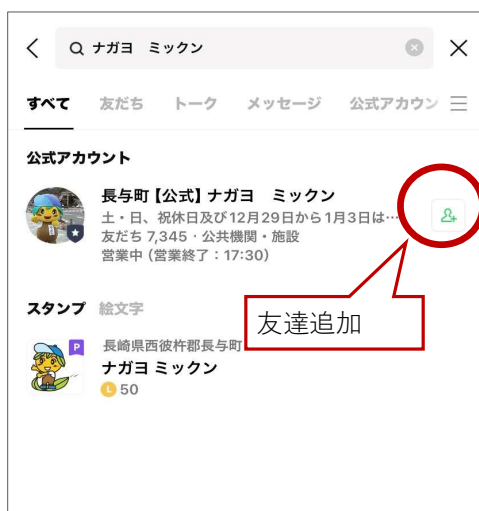 ナガヨ ミックン
すべて 友だち トーク メッセージ 公式アカウン
公式アカウント
長与町【公式】ナガヨ ミックン
土・日、祝休日及び12月29日から1月3日は…
友だち 7,345・公共機関・施設
営業中 (営業終了：17:30)
友達追加
スタンプ 絵文字
長崎県西彼杵郡長与町
P
ナガヨ ミックン
L 50